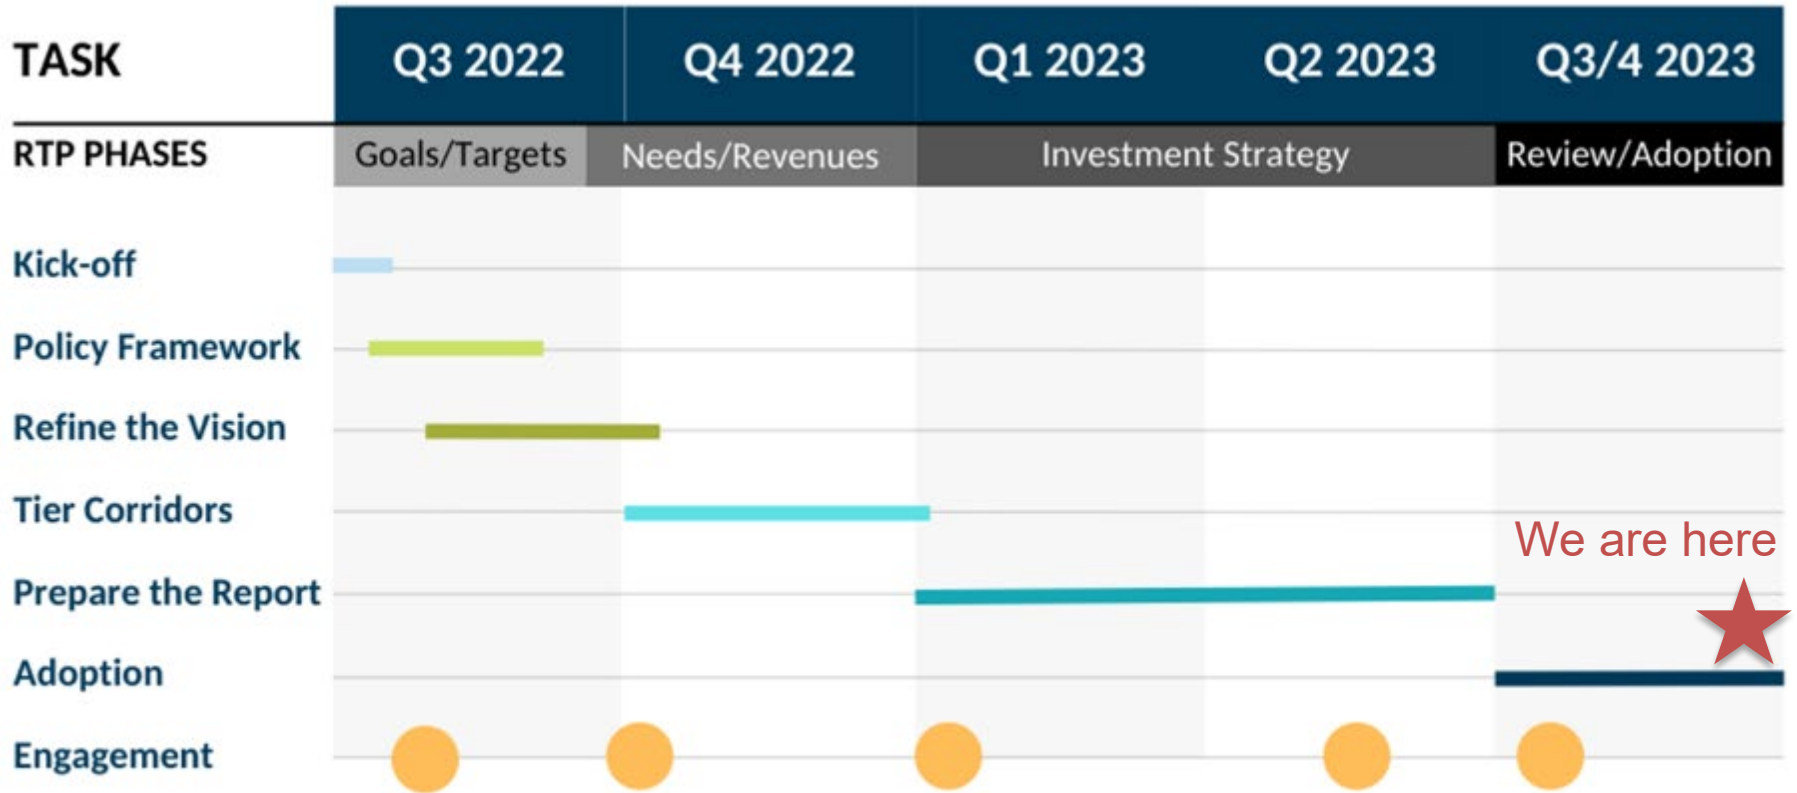 TASK Q3 2022 Q4 2022 Q1 2023 Q2 2023 Q3/4 2023
RTP PHASES Goals/Targets Needs/Revenues Investment Strategy Review/Adoption
Kick-off
Policy Framework
Refine the Vision
Tier Corridors
We are here
Prepare the Report
Adoption
Engagement